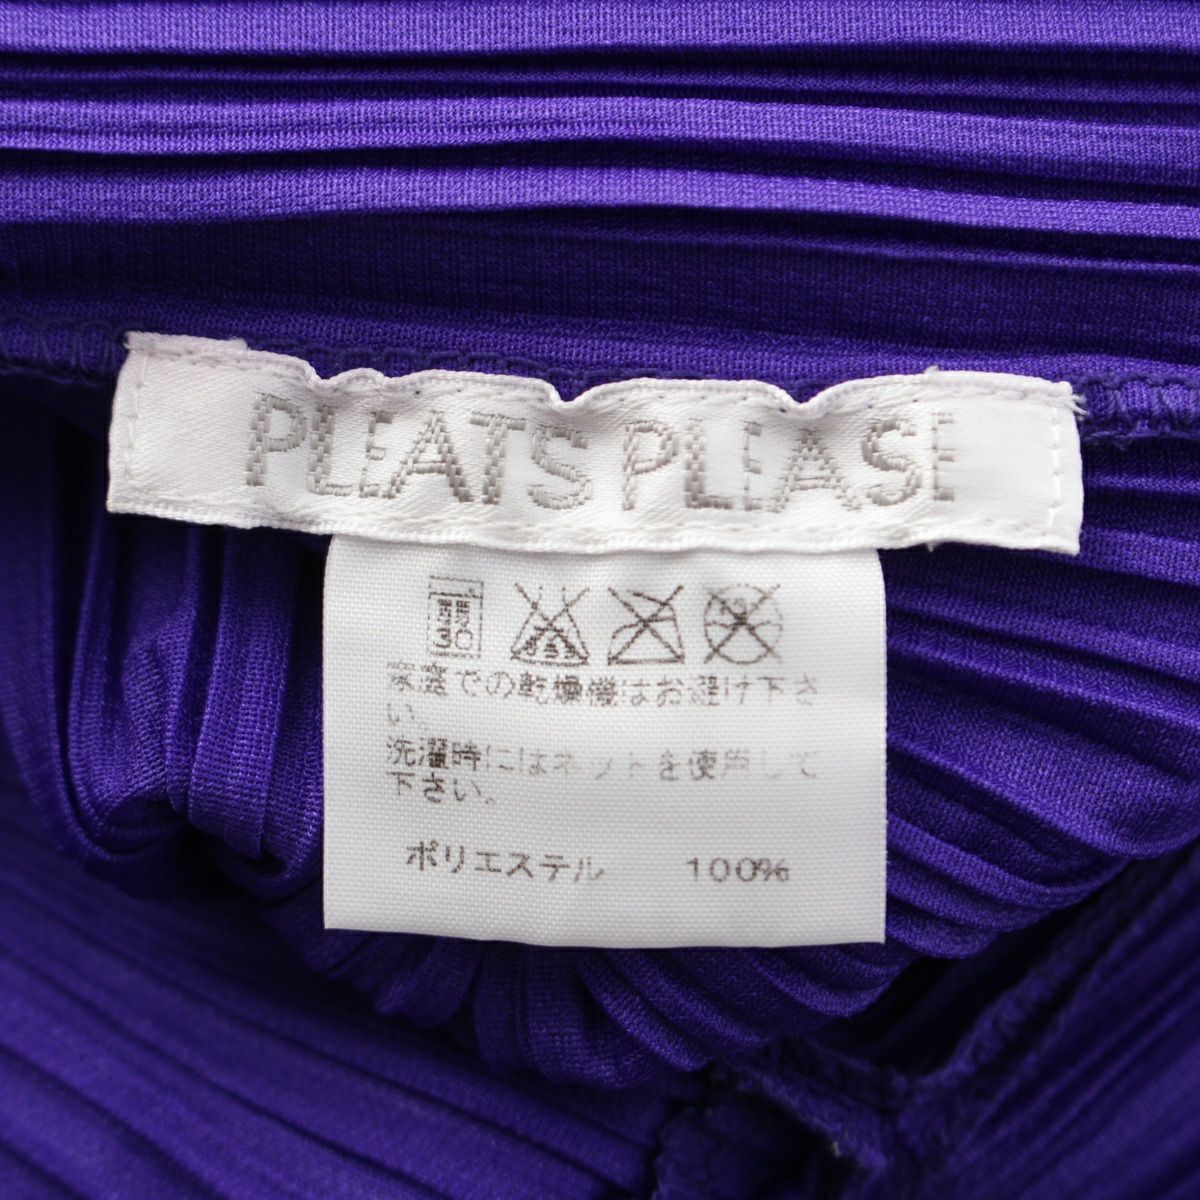 PLEATS PLEASE
30
家庭での乾燥機はお避け下さ
い。
洗濯時にはネットを使用して
下さい。
ポリエステル 100%